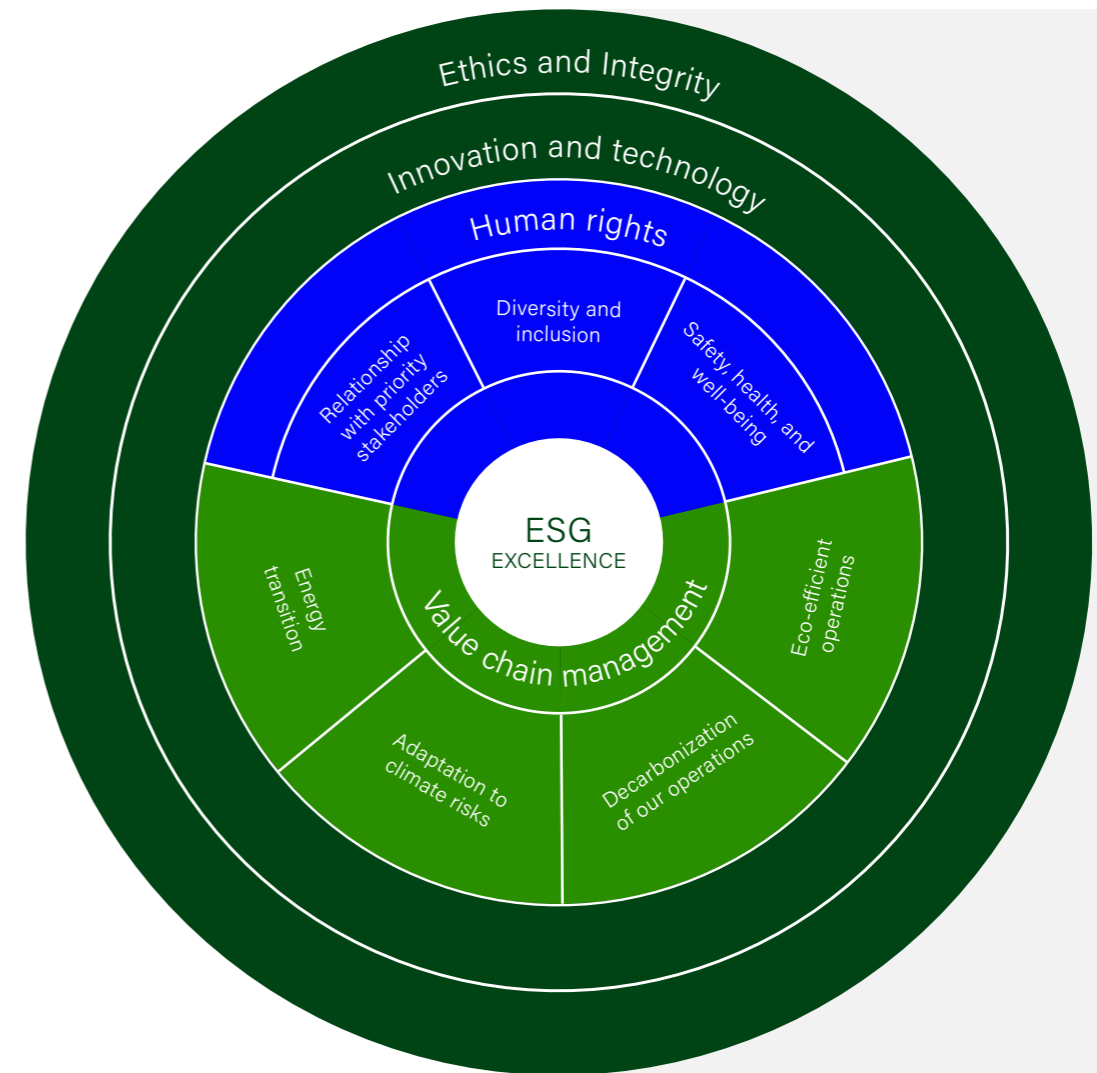 Ethics and Integrity
Innovation and technology
Human rights
Relationship
with priority
stakeholders
Diversity and
inclusion
Safety, health, and
well-being
ESG
EXCELLENCE
Value chain management
Energy
transition
Adaptation to
climate risks
Decarbonization
of our operations
Eco-efficient
operations